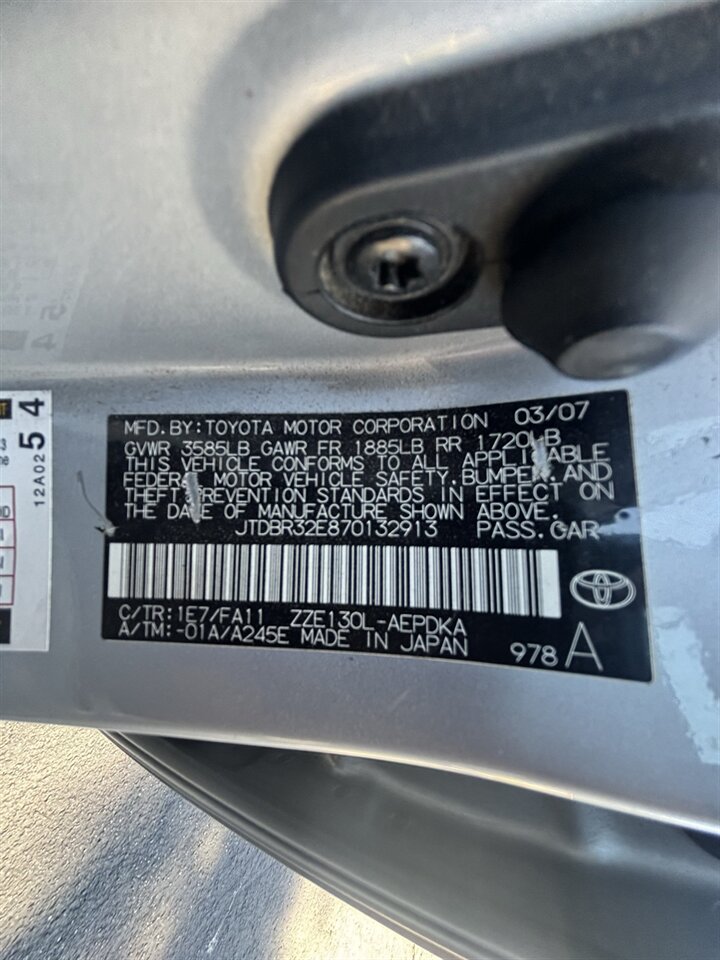 MFD.BY:TOYOTA MOTOR CORPORATION 03/07
GVWR 3585LB GAWR FR 1885LB RR 1720LB
THIS VEHICLE CONFORMS TO ALL APPLICABLE
FEDERAL MOTOR VEHICLE SAFETY, BUMPER, AND
THEFT PREVENTION STANDARDS IN EFFECT ON
THE DATE OF MANUFACTURE SHOWN ABOVE.
JTDBR32E870132913 PASS.CAR
C/TR:1E7/FA11 ZZE130L-AEPDKA
A/TM:-01A/A245E MADE IN JAPAN
978 A
12A02 54